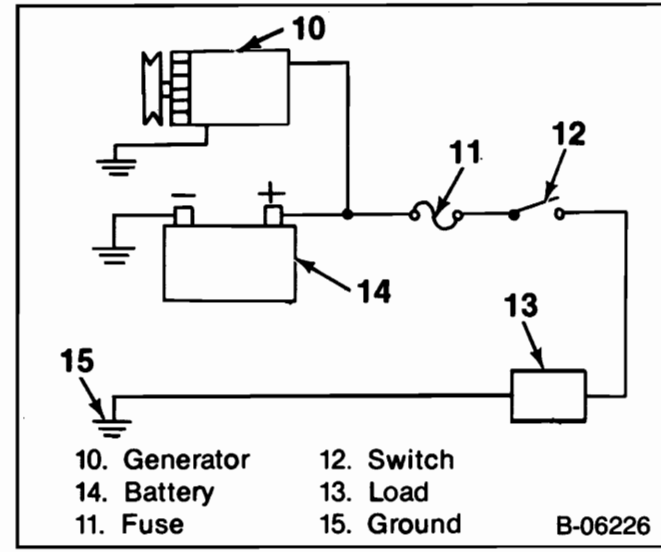 10
11
12
− +
14
13
15
10. Generator 12. Switch
14. Battery 13. Load
11. Fuse 15. Ground B-06226